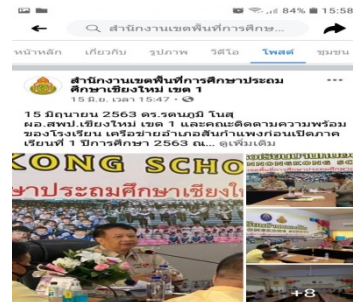 84% 15:58
สำนักงานเขตพื้นที่การศึกษ...
หน้าหลัก เกี่ยวกับ รูปภาพ วิดีโอ โพสต์ ชุมชน
สำนักงานเขตพื้นที่การศึกษาประถม
ศึกษาเชียงใหม่ เขต 1
15 มิ.ย. เวลา 15:47
15 มิถุนายน 2563 ดร.รตนภูมิ โนสุ
ผอ.สพป.เชียงใหม่ เขต 1 และคณะติดตามความพร้อม
ของโรงเรียน เครือข่ายอำเภอสันกำแพงก่อนเปิดภาค
เรียนที่ 1 ปีการศึกษา 2563 ณ... ดูเพิ่มเติม
KONG SCHO
ษาประถมศึกษาเชียงให
+8